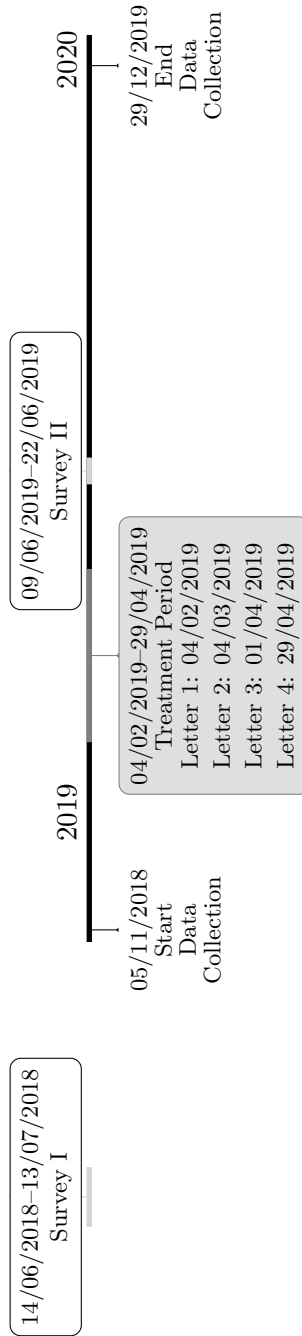 14/06/2018–13/07/2018
Survey I
05/11/2018
Start
Data
Collection
2019
04/02/2019–29/04/2019
Treatment Period
Letter 1: 04/02/2019
Letter 2: 04/03/2019
Letter 3: 01/04/2019
Letter 4: 29/04/2019
09/06/2019–22/06/2019
Survey II
2020
29/12/2019
End
Data
Collection